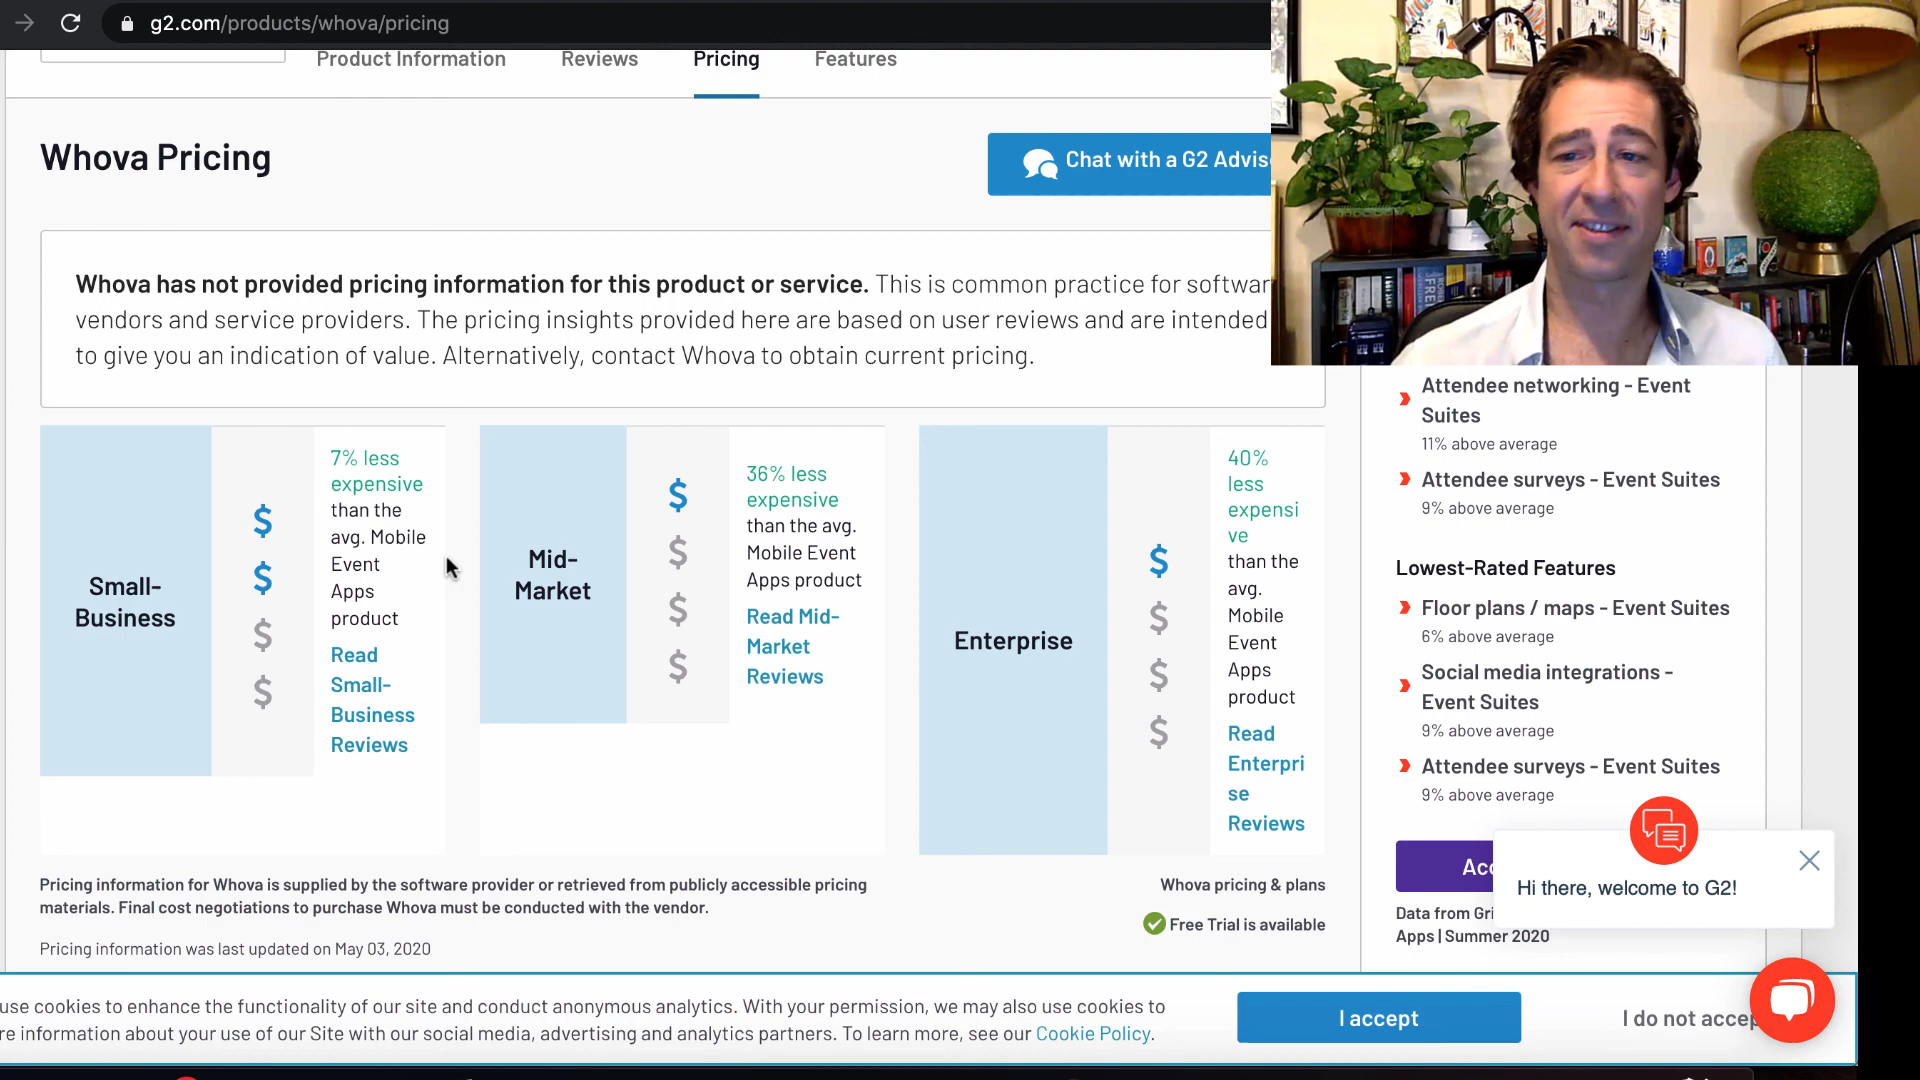 g2.com/products/whova/pricing
Product Information
Reviews
Pricing
Features
Whova Pricing
Chat with a G2 Advis
Whova has not provided pricing information for this product or service. This is common practice for softwar
vendors and service providers. The pricing insights provided here are based on user reviews and are intended
to give you an indication of value. Alternatively, contact Whova to obtain current pricing.
Small-
Business
$
$
$
$
7% less
expensive
than the
avg. Mobile
Event
Apps
product
Read
Small-
Business
Reviews
Mid-
Market
$
$
$
$
36% less
expensive
than the avg.
Mobile Event
Apps product
Read Mid-
Market
Reviews
Enterprise
$
$
$
$
40%
less
expensi
ve
than the
avg.
Mobile
Event
Apps
product
Read
Enterpri
se
Reviews
Pricing information for Whova is supplied by the software provider or retrieved from publicly accessible pricing
materials. Final cost negotiations to purchase Whova must be conducted with the vendor.
Pricing information was last updated on May 03, 2020
Whova pricing & plans
Free Trial is available
Attendee networking - Event
Suites
11% above average
Attendee surveys - Event Suites
9% above average
Lowest-Rated Features
Floor plans / maps - Event Suites
6% above average
Social media integrations -
Event Suites
9% above average
Attendee surveys - Event Suites
9% above average
Acc
Data from Gri
Apps | Summer 2020
Hi there, welcome to G2!
use cookies to enhance the functionality of our site and conduct anonymous analytics. With your permission, we may also use cookies to
re information about your use of our Site with our social media, advertising and analytics partners. To learn more, see our Cookie Policy.
I accept
I do not accep